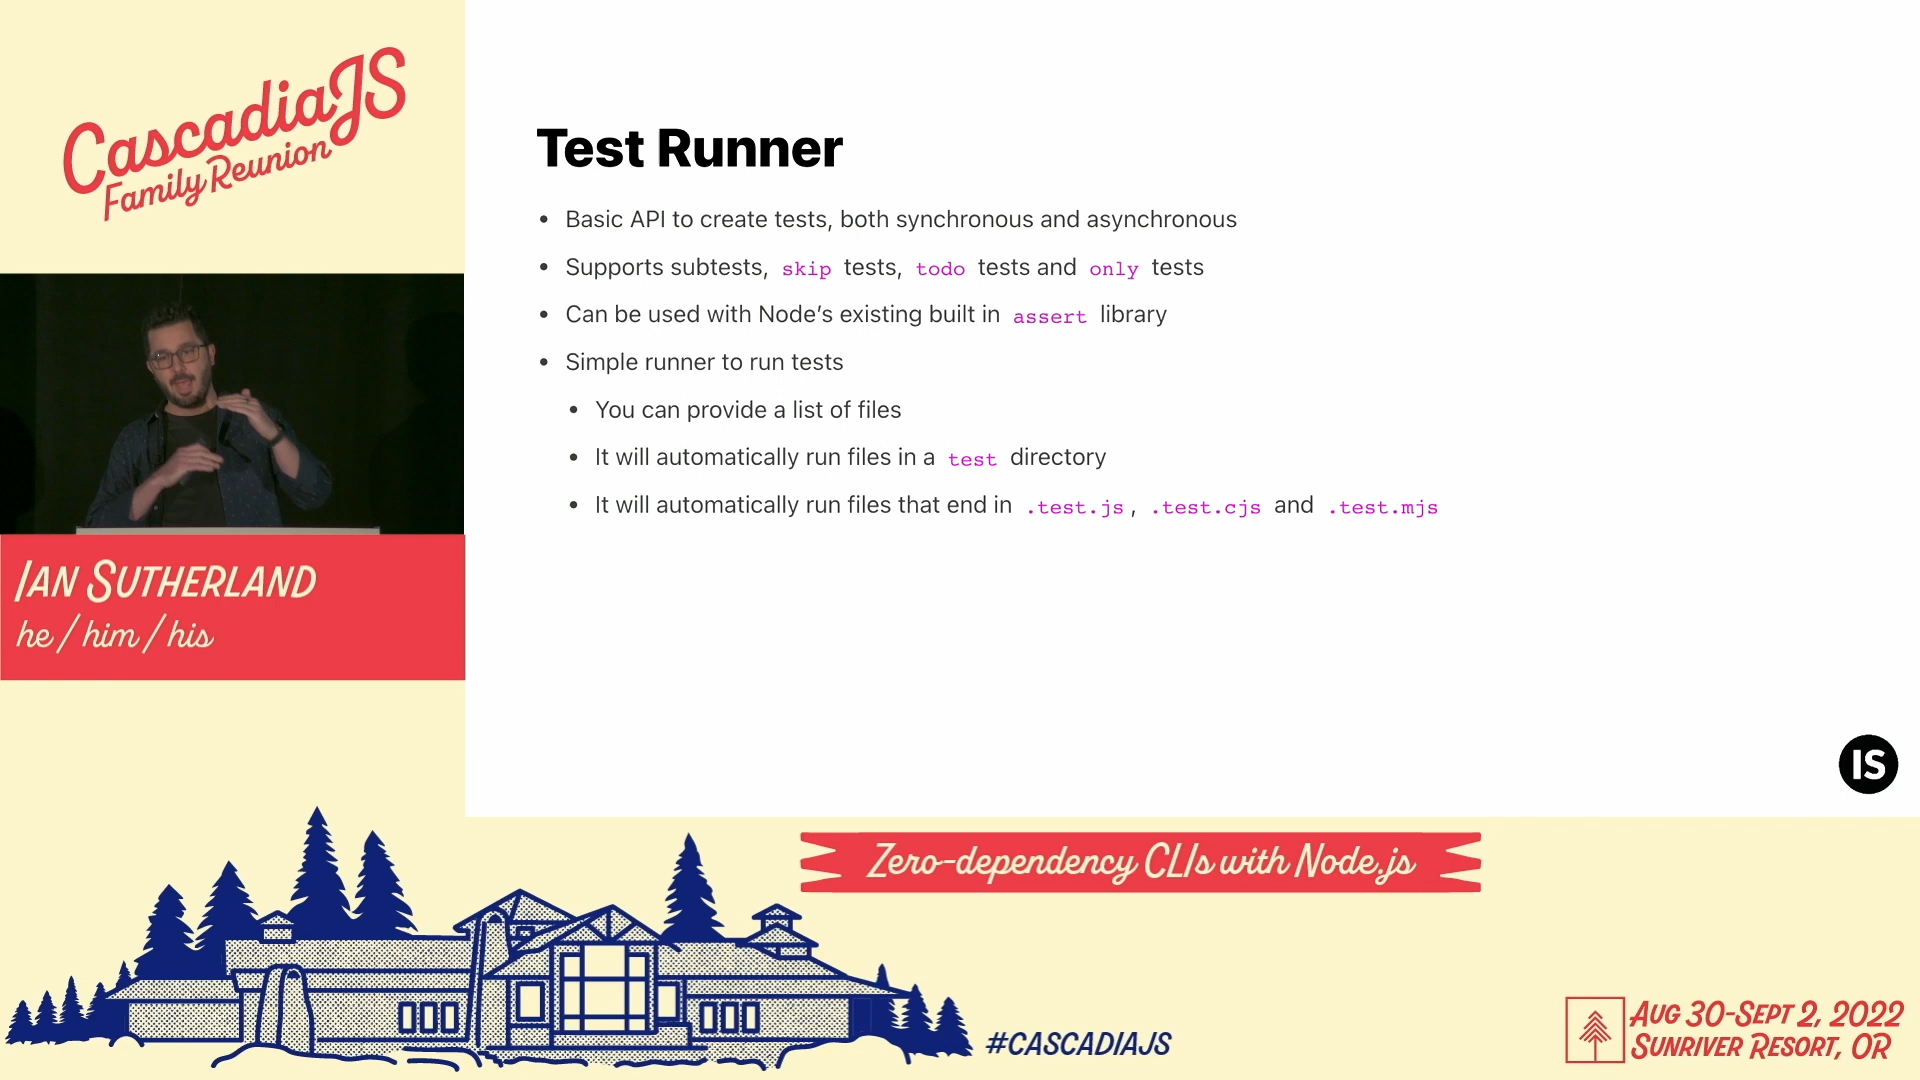 CascadiaJS
Family Reunion
Test Runner
• Basic API to create tests, both synchronous and asynchronous
• Supports subtests, skip tests, todo tests and only tests
• Can be used with Node’s existing built in assert library
• Simple runner to run tests
• You can provide a list of files
• It will automatically run files in a test directory
• It will automatically run files that end in .test.js, .test.cjs and .test.mjs
IAN SUTHERLAND
he / him / his
IS
Zero-dependency CLIs with Node.js
#CASCADIAJS
AUG 30-SEPT 2, 2022
SUNRIVER RESORT, OR